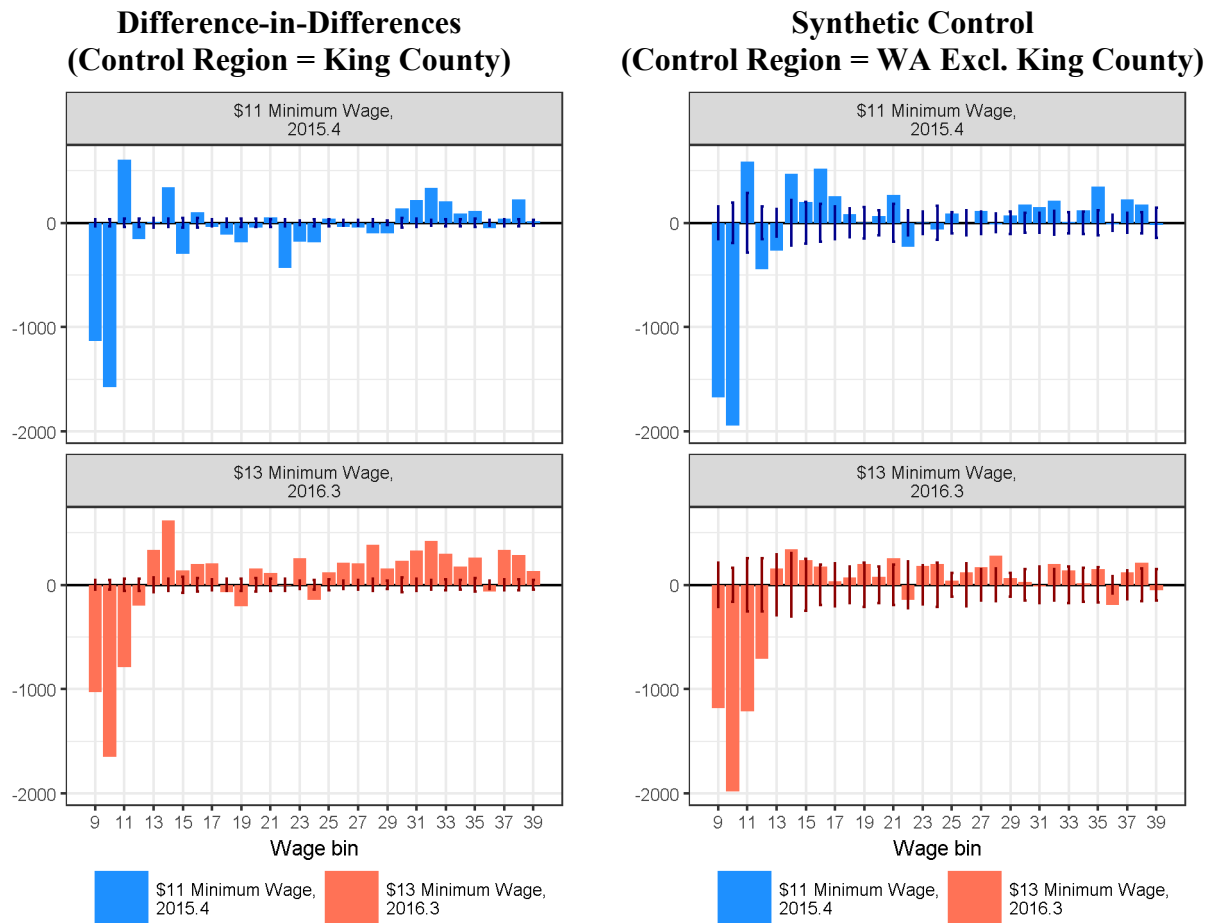 Difference-in-Differences
(Control Region = King County)
$11 Minimum Wage,
2015.4
0
-1000
-2000
$13 Minimum Wage,
2016.3
0
-1000
-2000
9 11 13 15 17 19 21 23 25 27 29 31 33 35 37 39
Wage bin
$11 Minimum Wage,
2015.4
$13 Minimum Wage,
2016.3
Synthetic Control
(Control Region = WA Excl. King County)
$11 Minimum Wage,
2015.4
0
-1000
-2000
$13 Minimum Wage,
2016.3
0
-1000
-2000
9 11 13 15 17 19 21 23 25 27 29 31 33 35 37 39
Wage bin
$11 Minimum Wage,
2015.4
$13 Minimum Wage,
2016.3